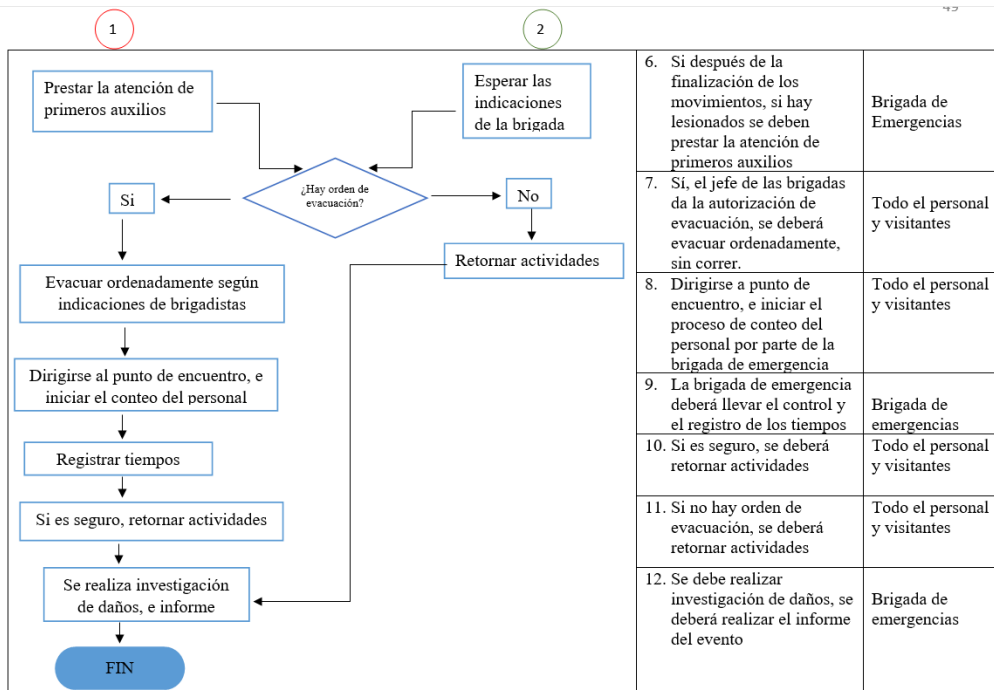 49
1
2
Prestar la atención de
primeros auxilios
Esperar las
indicaciones
de la brigada
¿Hay orden de
evacuación?
Si
No
Retornar actividades
Evacuar ordenadamente según
indicaciones de brigadistas
Dirigirse al punto de encuentro, e
iniciar el conteo del personal
Registrar tiempos
Si es seguro, retornar actividades
Se realiza investigación
de daños, e informe
FIN
6. Si después de la
finalización de los
movimientos, si hay
lesionados se deben
prestar la atención de
primeros auxilios
Brigada de
Emergencias
7. Sí, el jefe de las brigadas
da la autorización de
evacuación, se deberá
evacuar ordenadamente,
sin correr.
Todo el personal
y visitantes
8. Dirigirse a punto de
encuentro, e iniciar el
proceso de conteo del
personal por parte de la
brigada de emergencia
Todo el personal
y visitantes
9. La brigada de emergencia
deberá llevar el control y
el registro de los tiempos
Brigada de
emergencias
10. Si es seguro, se deberá
retornar actividades
Todo el personal
y visitantes
11. Si no hay orden de
evacuación, se deberá
retornar actividades
Todo el personal
y visitantes
12. Se debe realizar
investigación de daños, se
deberá realizar el informe
del evento
Brigada de
emergencias